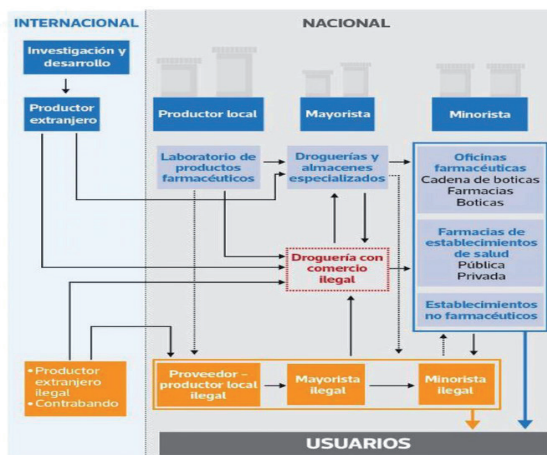 INTERNACIONAL
NACIONAL
Investigación y
desarrollo
Productor
extranjero
Productor local
Mayorista
Minorista
Laboratorio de
productos
farmacéuticos
Droguerías y
almacenes
especializados
Oficinas
farmacéuticas
Cadena de boticas
Farmacias
Boticas
Droguería con
comercio
ilegal
Farmacias de
establecimientos
de salud
Pública
Privada
Establecimientos
no farmacéuticos
• Productor
extranjero
ilegal
• Contrabando
Proveedor –
productor local
ilegal
Mayorista
ilegal
Minorista
ilegal
USUARIOS